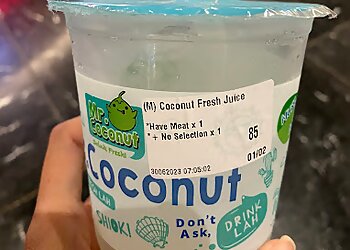 (M) Coconut Fresh Juice
Mr.
Coconut
*Have Meat x 1
*+ No Selection x 1
85
01/02
30062023 07:05:02
Coconut
LAH
SHIOK!
Don't
Ask,
DRINK
LAH